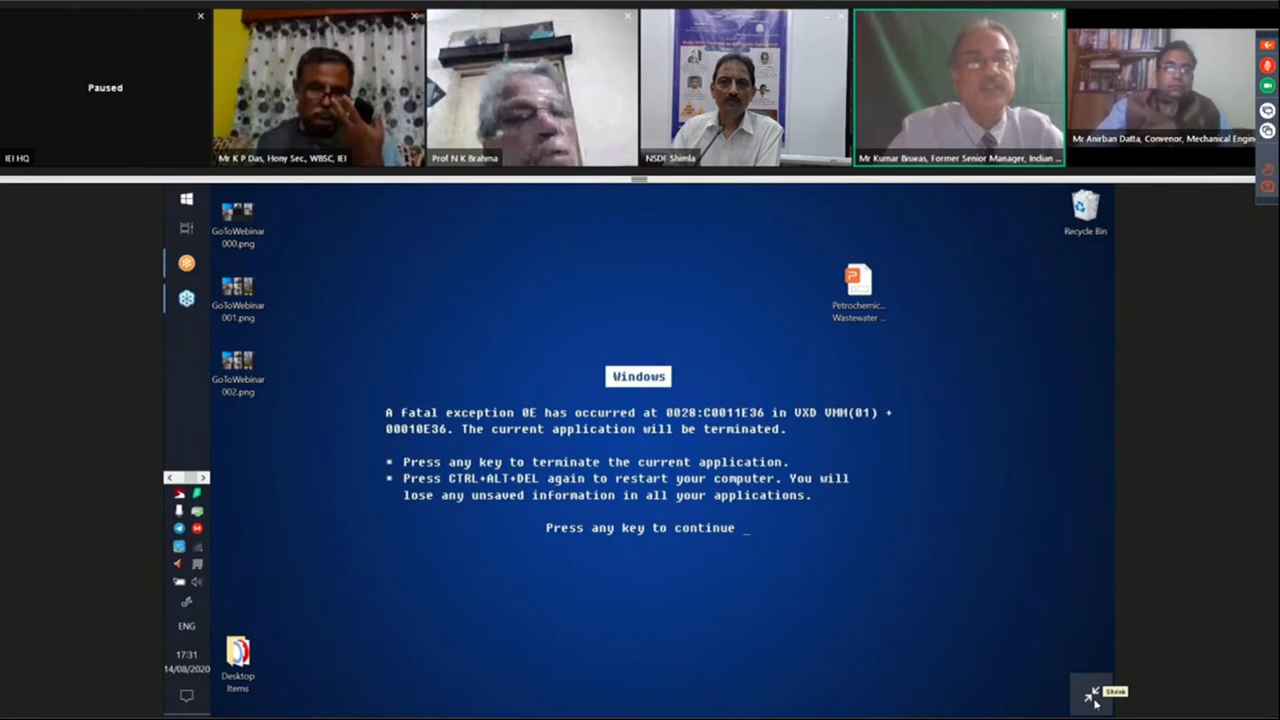 Paused
IEI HQ
Mr K P Das, Hony Sec., WBSC, IEI
Prof N K Brahma
NSDF Shimla
Mr Kumar Biswas, Former Senior Manager, Indian ...
Mr Anirban Datta, Convenor, Mechanical Engin
GoToWebinar
000.png
GoToWebinar
001.png
GoToWebinar
002.png
Recycle Bin
Petrochemic...
Wastewater ...
Windows
A fatal exception 0E has occurred at 0028:C0011E36 in VXD VMM(01) +
00010E36. The current application will be terminated.
* Press any key to terminate the current application.
* Press CTRL+ALT+DEL again to restart your computer. You will
lose any unsaved information in all your applications.
Press any key to continue _
ENG
17:31
14/08/2020
Desktop
Items
Shrink